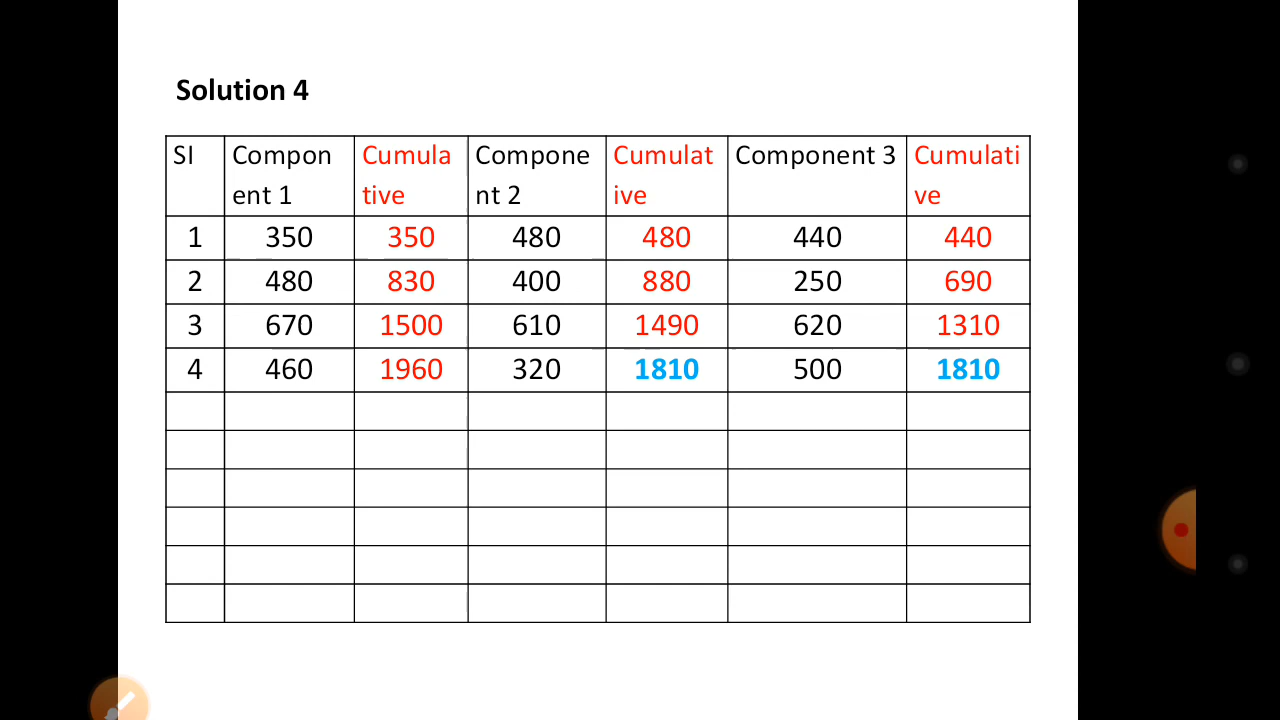 Solution 4
SI Compon ent 1 Cumula tive Compone nt 2 Cumulat ive Component 3 Cumulati ve
1 350 350 480 480 440 440
2 480 830 400 880 250 690
3 670 1500 610 1490 620 1310
4 460 1960 320 1810 500 1810